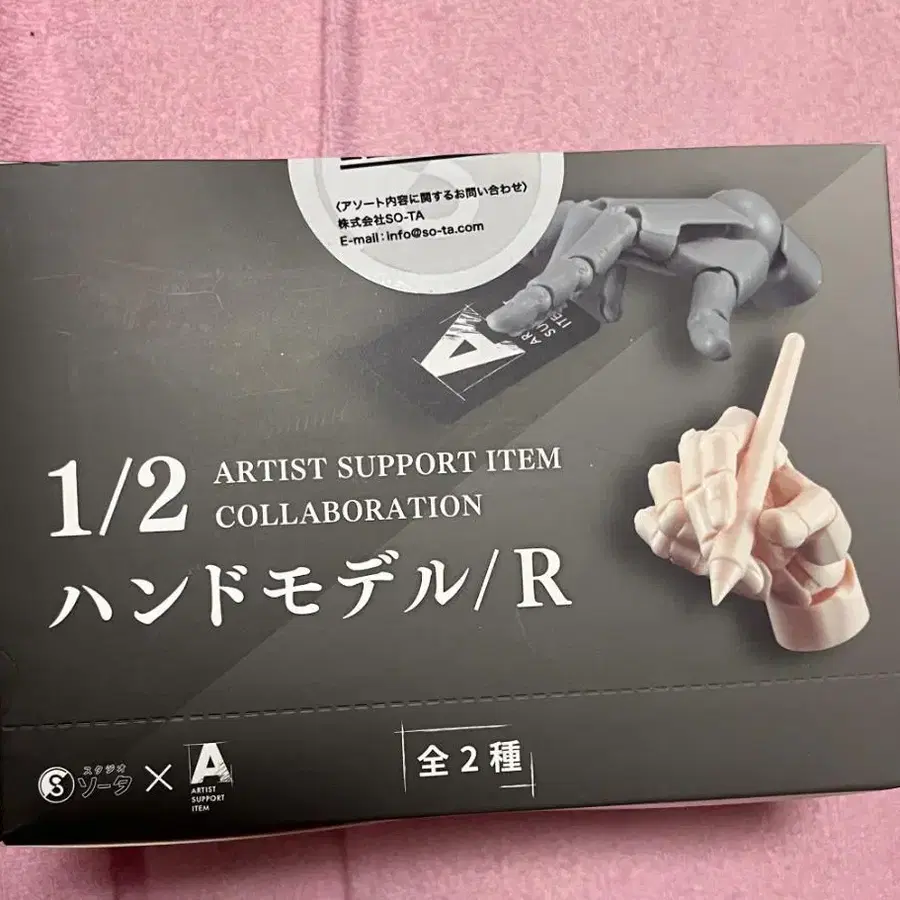 〈アソート内容に関するお問い合わせ〉
株式会社SO-TA
E-mail：info@so-ta.com
A
1/2
ARTIST SUPPORT ITEM
COLLABORATION
ハンドモデル/R
スタジオ
ソータ
×
A
ARTIST
SUPPORT
ITEM
全2種